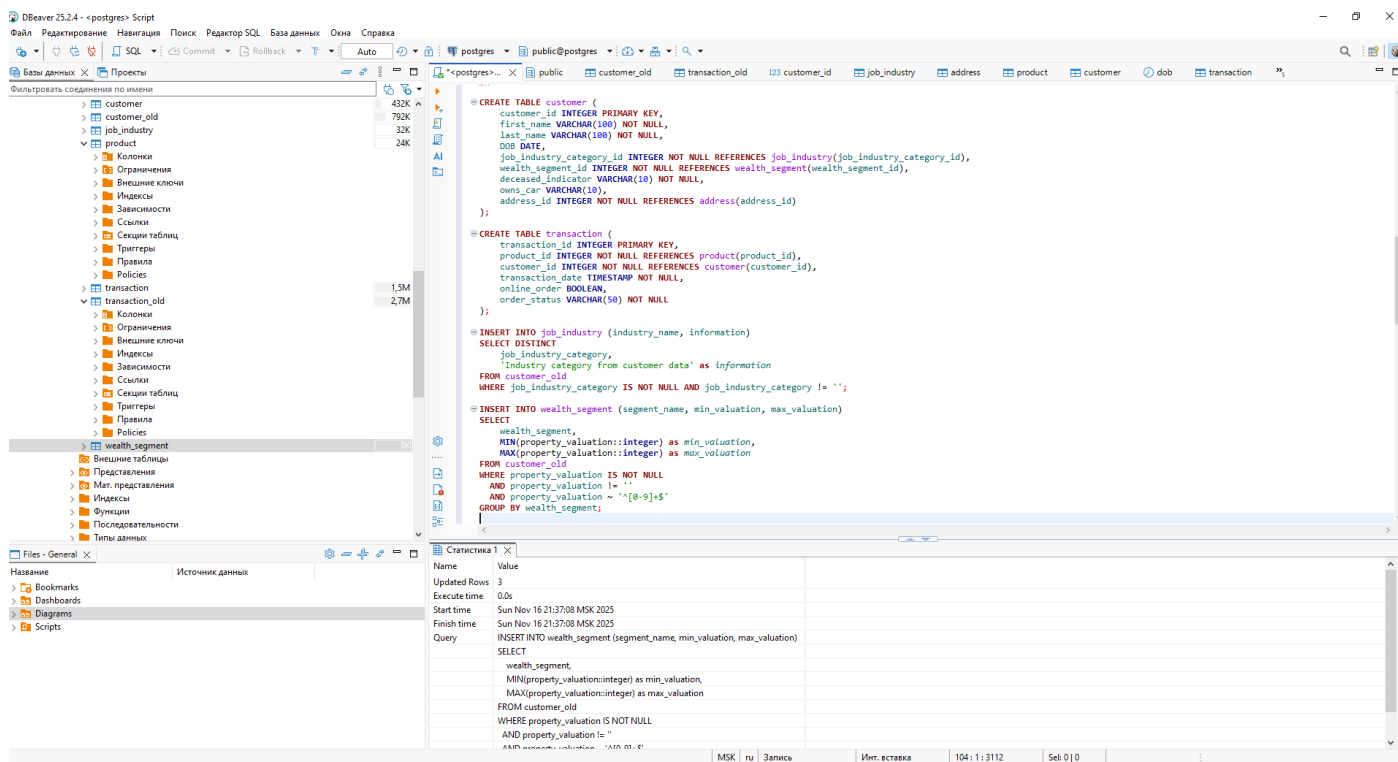 DBeaver 25.2.4 - <postgres> Script
Файл Редактирование Навигация Поиск Редактор SQL База данных Окна Справка
SQL Commit Rollback Auto postgres public@postgres
Базы данных Проекты
Фильтровать соединения по имени
customer 432K
customer_old 792K
job_industry 32K
product 24K
Колонки
Ограничения
Внешние ключи
Индексы
Зависимости
Ссылки
Секции таблиц
Триггеры
Правила
Policies
transaction 1,5M
transaction_old 2,7M
Колонки
Ограничения
Внешние ключи
Индексы
Зависимости
Ссылки
Секции таблиц
Триггеры
Правила
Policies
wealth_segment
Внешние таблицы
Представления
Мат. представления
Индексы
Функции
Последовательности
Типы данных
Files - General
Название Источник данных
Bookmarks
Dashboards
Diagrams
Scripts
*<postgres>... public customer_old transaction_old 123 customer_id job_industry address product customer dob transaction »5
AI
CREATE TABLE customer (
customer_id INTEGER PRIMARY KEY,
first_name VARCHAR(100) NOT NULL,
last_name VARCHAR(100) NOT NULL,
DOB DATE,
job_industry_category_id INTEGER NOT NULL REFERENCES job_industry(job_industry_category_id),
wealth_segment_id INTEGER NOT NULL REFERENCES wealth_segment(wealth_segment_id),
deceased_indicator VARCHAR(10) NOT NULL,
owns_car VARCHAR(10),
address_id INTEGER NOT NULL REFERENCES address(address_id)
);
CREATE TABLE transaction (
transaction_id INTEGER PRIMARY KEY,
product_id INTEGER NOT NULL REFERENCES product(product_id),
customer_id INTEGER NOT NULL REFERENCES customer(customer_id),
transaction_date TIMESTAMP NOT NULL,
online_order BOOLEAN,
order_status VARCHAR(50) NOT NULL
);
INSERT INTO job_industry (industry_name, information)
SELECT DISTINCT
job_industry_category,
'Industry category from customer data' as information
FROM customer_old
WHERE job_industry_category IS NOT NULL AND job_industry_category != '';
INSERT INTO wealth_segment (segment_name, min_valuation, max_valuation)
SELECT
wealth_segment,
MIN(property_valuation::integer) as min_valuation,
MAX(property_valuation::integer) as max_valuation
FROM customer_old
WHERE property_valuation IS NOT NULL
AND property_valuation != ''
AND property_valuation ~ '^[0-9]+$'
GROUP BY wealth_segment;
Статистика 1
Name Value
Updated Rows 3
Execute time 0.0s
Start time Sun Nov 16 21:37:08 MSK 2025
Finish time Sun Nov 16 21:37:08 MSK 2025
Query INSERT INTO wealth_segment (segment_name, min_valuation, max_valuation)
SELECT
wealth_segment,
MIN(property_valuation::integer) as min_valuation,
MAX(property_valuation::integer) as max_valuation
FROM customer_old
WHERE property_valuation IS NOT NULL
AND property_valuation != ''
AND property_valuation ~ '^[0-9]+$'
MSK ru Запись Инт. вставка 104 : 1 : 3112 Sel: 0 | 0